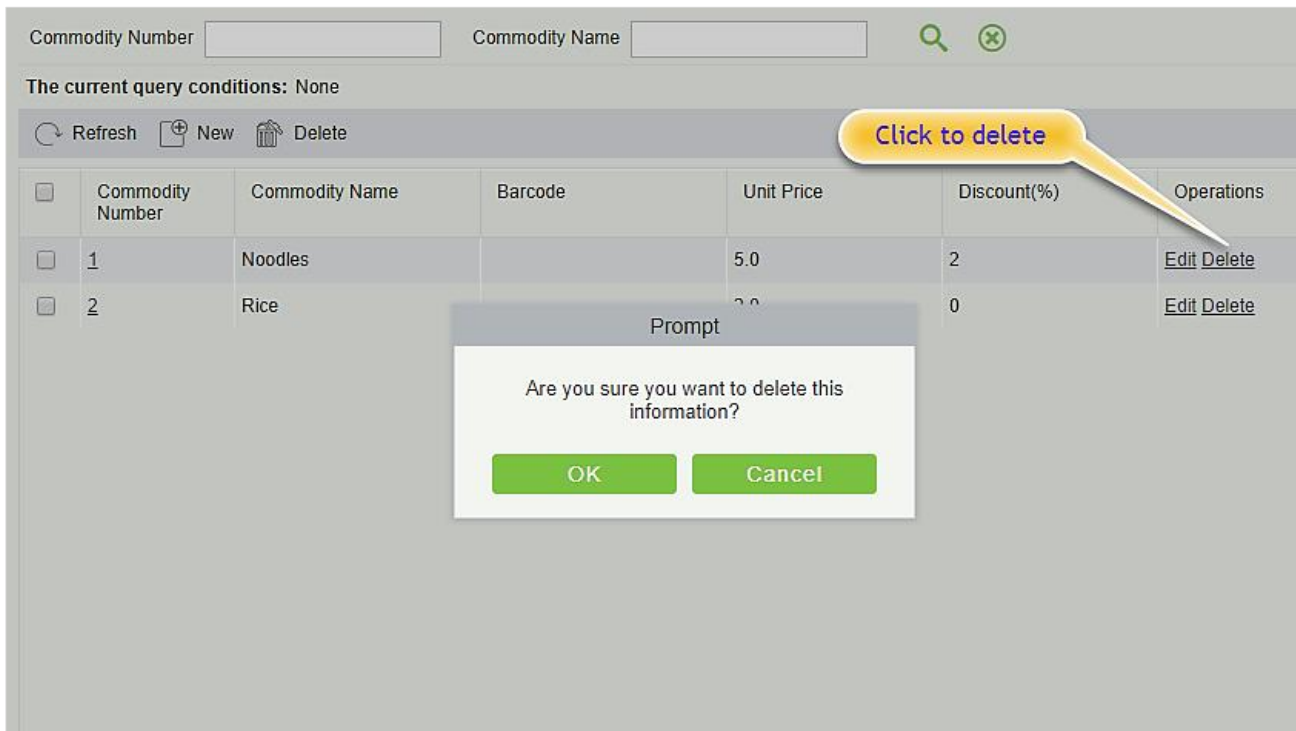 Commodity Number Commodity Name
The current query conditions: None
Refresh New Delete
Click to delete
Commodity Number Commodity Name Barcode Unit Price Discount(%) Operations
1 Noodles 5.0 2 Edit Delete
2 Rice 0 Edit Delete
Prompt
Are you sure you want to delete this
information?
OK Cancel